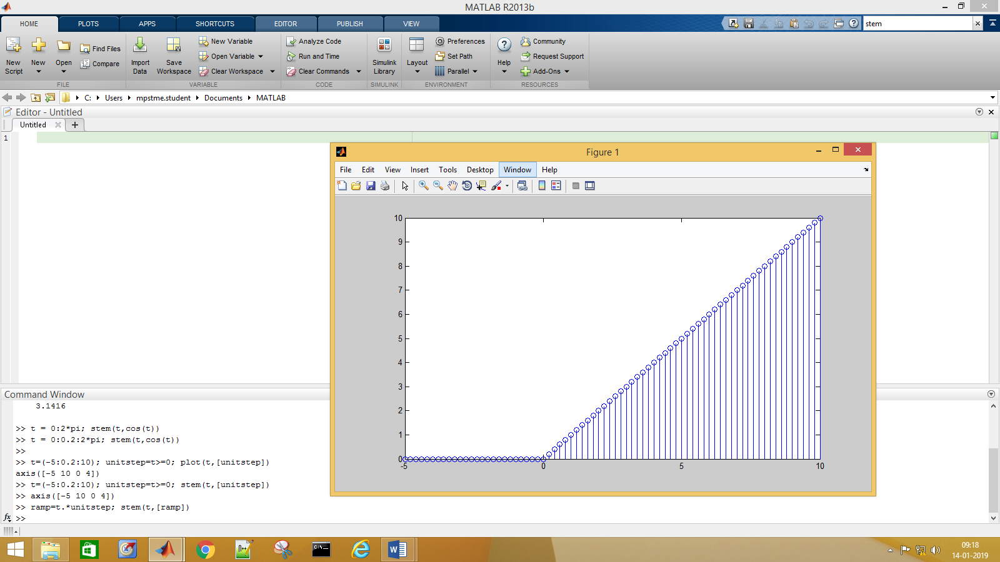 MATLAB R2013b
HOME PLOTS APPS SHORTCUTS EDITOR PUBLISH VIEW
stem
New Script
New
Open
Find Files
Compare
Import Data
Save Workspace
New Variable
Open Variable
Clear Workspace
Analyze Code
Run and Time
Clear Commands
Simulink Library
Layout
Preferences
Set Path
Parallel
Help
Community
Request Support
Add-Ons
FILE VARIABLE CODE SIMULINK ENVIRONMENT RESOURCES
C: Users mpstme.student Documents MATLAB
Editor - Untitled
Untitled
1
Figure 1
File Edit View Insert Tools Desktop Window Help
10
9
8
7
6
5
4
3
2
1
0
-5 0 5 10
Command Window
3.1416
>> t = 0:2*pi; stem(t,cos(t))
>> t = 0:0.2:2*pi; stem(t,cos(t))
>>
>> t=(-5:0.2:10); unitstep=t>=0; plot(t,[unitstep])
axis([-5 10 0 4])
>> t=(-5:0.2:10); unitstep=t>=0; stem(t,[unitstep])
>> axis([-5 10 0 4])
>> ramp=t.*unitstep; stem(t,[ramp])
fx >>
09:18
14-01-2019